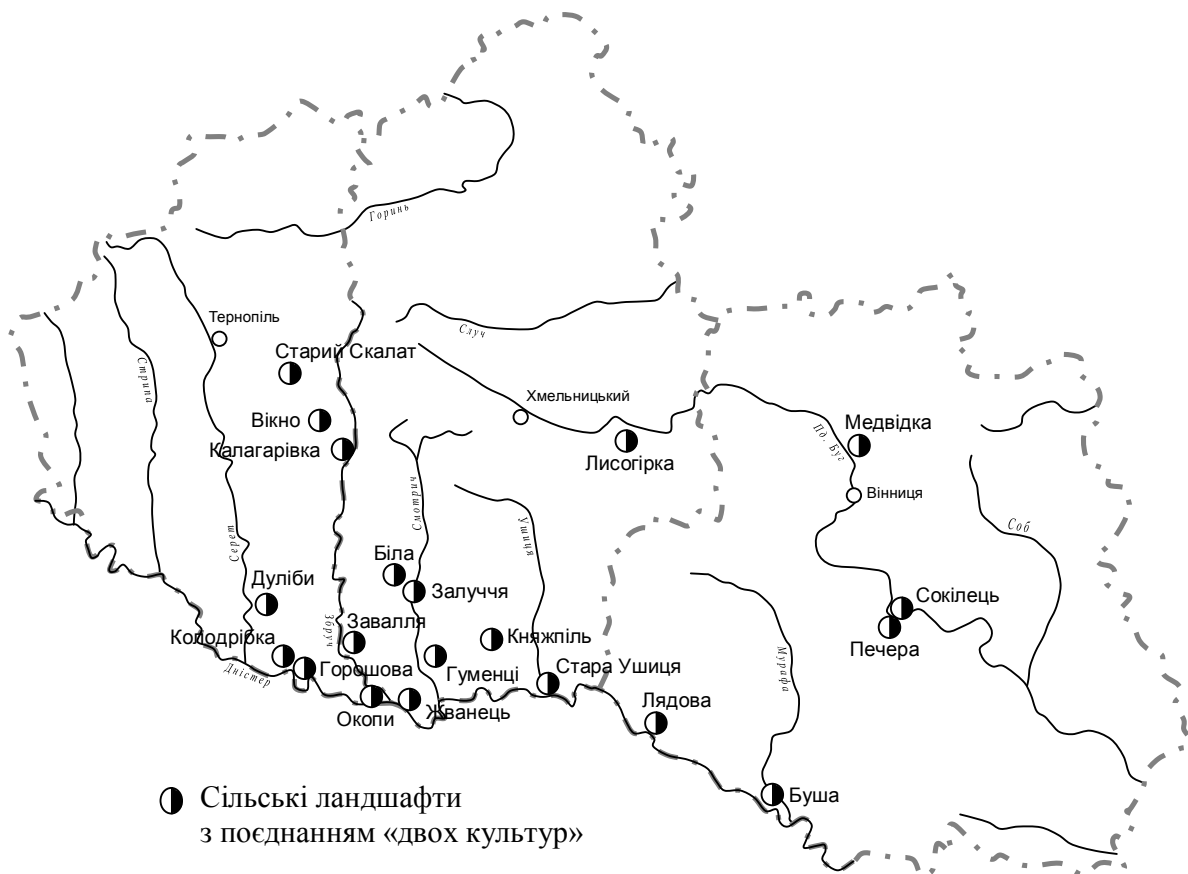 Горинь
Тернопіль
Случ
Старий Скалат
Стрипа
Хмельницький
Вікно
Медвідка
Калагарівка
Пд. Буг
Лисогірка
Смотрич
Вінниця
Ушиця
Соб
Серет
Біла
Дуліби
Залуччя
Сокілець
Збруч
Завалля
Колодрібка
Княжпіль
Печера
Мурафа
Горошова
Гуменці
Стара Ушиця
Дністер
Лядова
Окопи
Жванець
Буша
Сільські ландшафти
з поєднанням «двох культур»